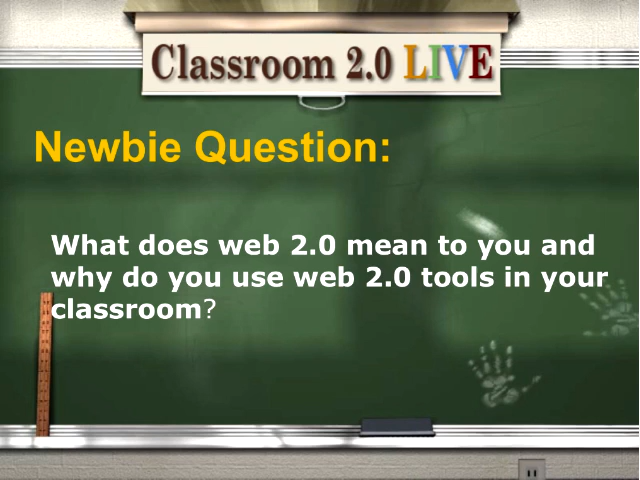 Classroom 2.0 LIVE
Newbie Question:
What does web 2.0 mean to you and
why do you use web 2.0 tools in your
classroom?